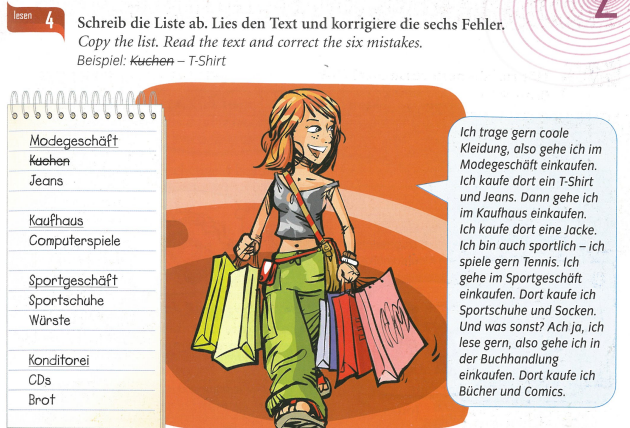 lesen 4
Schreib die Liste ab. Lies den Text und korrigiere die sechs Fehler.
Copy the list. Read the text and correct the six mistakes.
Beispiel: Kuchen – T-Shirt
2
Modegeschäft
Kuchen
Jeans
Kaufhaus
Computerspiele
Sportgeschäft
Sportschuhe
Würste
Konditorei
CDs
Brot
Ich trage gern coole
Kleidung, also gehe ich im
Modegeschäft einkaufen.
Ich kaufe dort ein T-Shirt
und Jeans. Dann gehe ich
im Kaufhaus einkaufen.
Ich kaufe dort eine Jacke.
Ich bin auch sportlich – ich
spiele gern Tennis. Ich
gehe im Sportgeschäft
einkaufen. Dort kaufe ich
Sportschuhe und Socken.
Und was sonst? Ach ja, ich
lese gern, also gehe ich in
der Buchhandlung
einkaufen. Dort kaufe ich
Bücher und Comics.